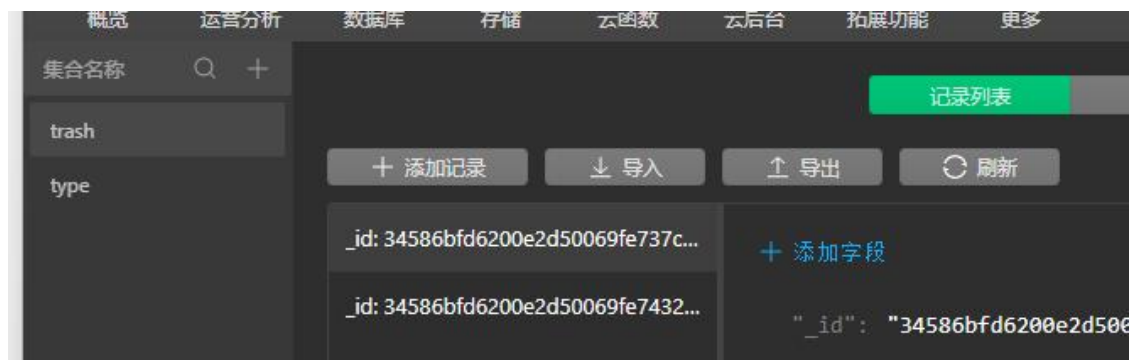 概览 运营分析 数据库 存储 云函数 云后台 拓展功能 更多
集合名称
记录列表
trash
添加记录 导入 导出 刷新
type
_id: 34586bfd6200e2d50069fe737c...
添加字段
_id: 34586bfd6200e2d50069fe7432...
"_id": "34586bfd6200e2d500